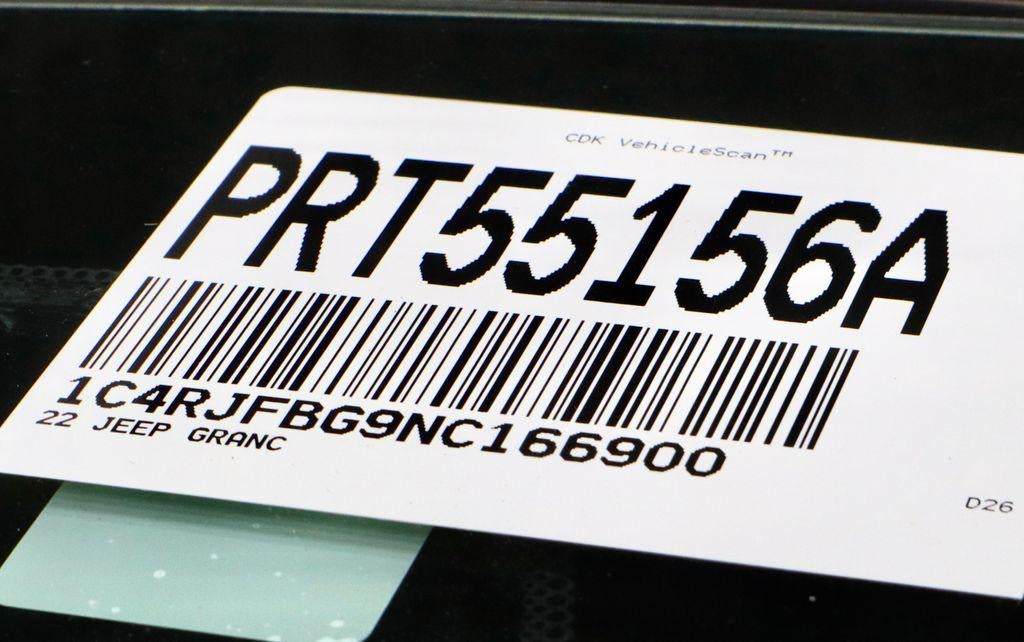 CDK VehicleScan™
PRT55156A
1C4RJFBG9NC166900
22 JEEP GRANC
D26